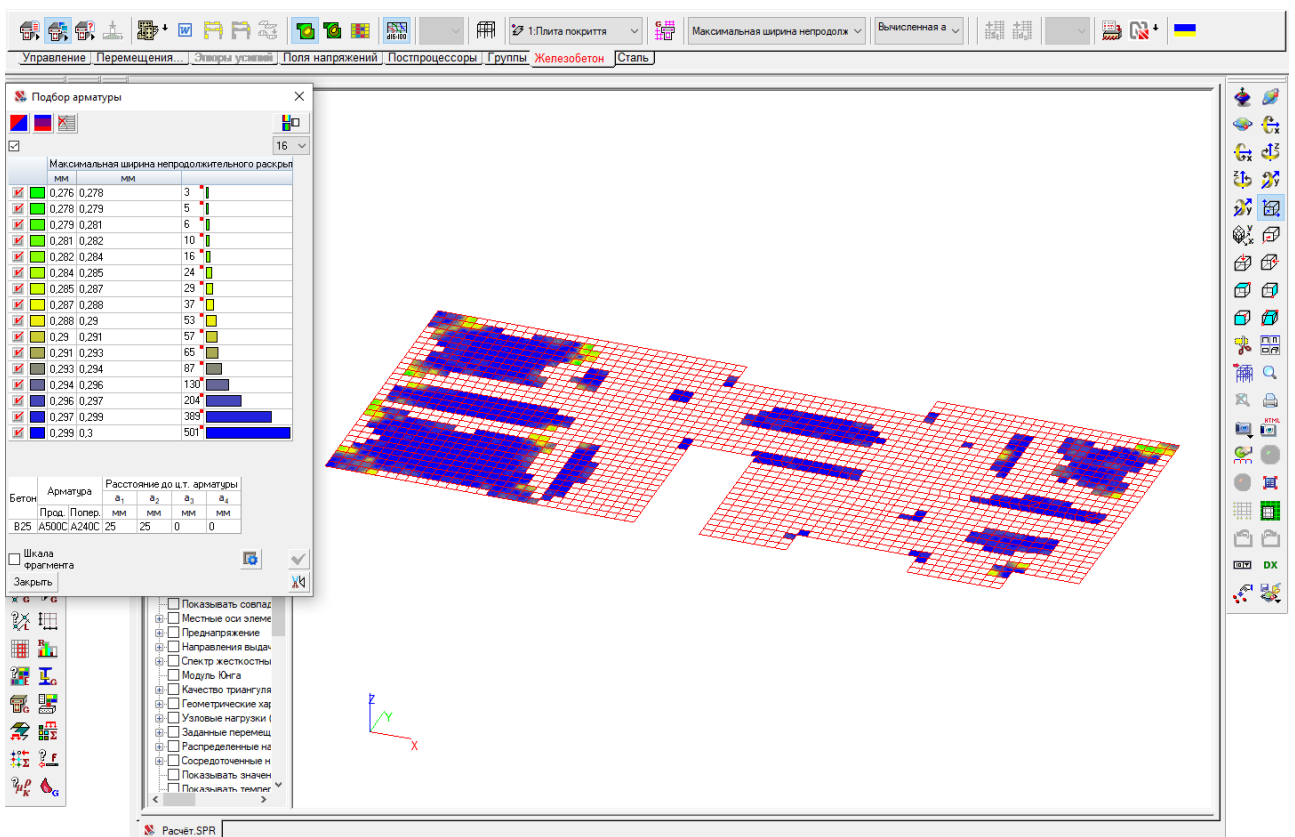 1:Плита покриття
Максимальная ширина непродолж
Вычисленная а
Управление Перемещения... Эпюры усилий Поля напряжений Постпроцессоры Группы Железобетон Сталь
Подбор арматуры
16
Максимальная ширина непродолжительного раскрыт
мм мм
0,276 0,278 3
0,278 0,279 5
0,279 0,281 6
0,281 0,282 10
0,282 0,284 16
0,284 0,285 24
0,285 0,287 29
0,287 0,288 37
0,288 0,29 53
0,29 0,291 57
0,291 0,293 65
0,293 0,294 87
0,294 0,296 130
0,296 0,297 204
0,297 0,299 389
0,299 0,3 501
Бетон Арматура Расстояние до ц.т. арматуры
a1 a2 a3 a4
Прод. Попер. мм мм мм мм
B25 A500C A240C 25 25 0 0
Шкала
фрагмента
Закрыть
Показывать совпад
Местные оси элеме
Преднапряжение
Направления выдач
Спектр жесткостны
Модуль Юнга
Качество триангуля
Геометрические хар
Узловые нагрузки (
Заданные перемещ
Распределенные на
Сосредоточенные н
Показывать значен
Показывать темпер
Z
Y
X
DX
Расчёт.SPR